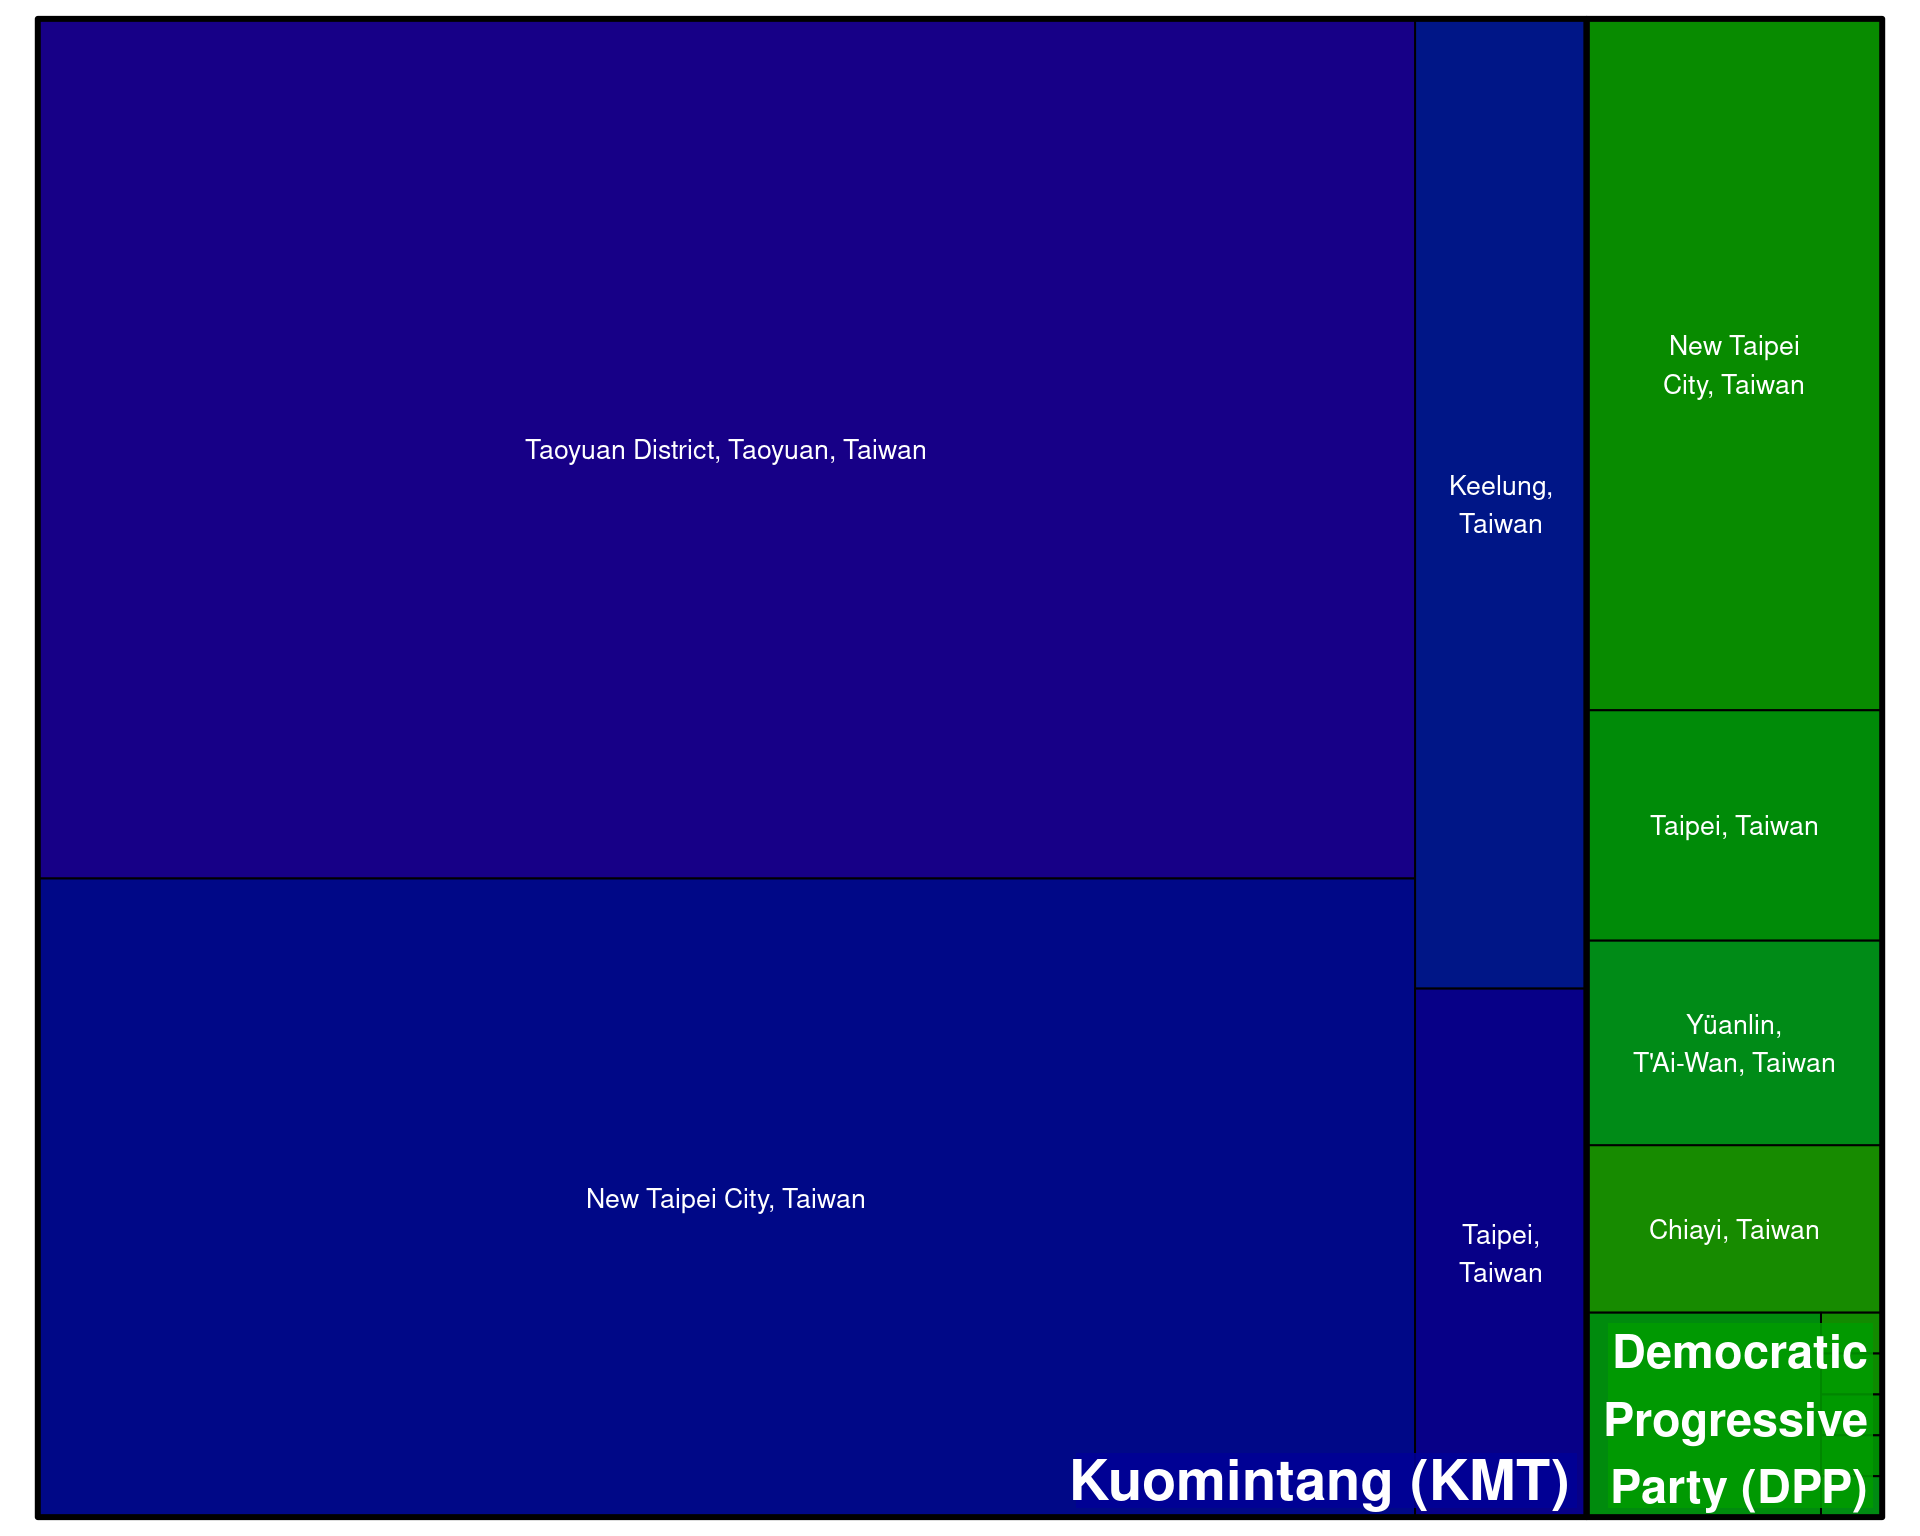 Taoyuan District, Taoyuan, Taiwan
New Taipei City, Taiwan
Keelung,
Taiwan
Taipei,
Taiwan
Kuomintang (KMT)
New Taipei
City, Taiwan
Taipei, Taiwan
Yüanlin,
T'Ai-Wan, Taiwan
Chiayi, Taiwan
Democratic
Progressive
Party (DPP)